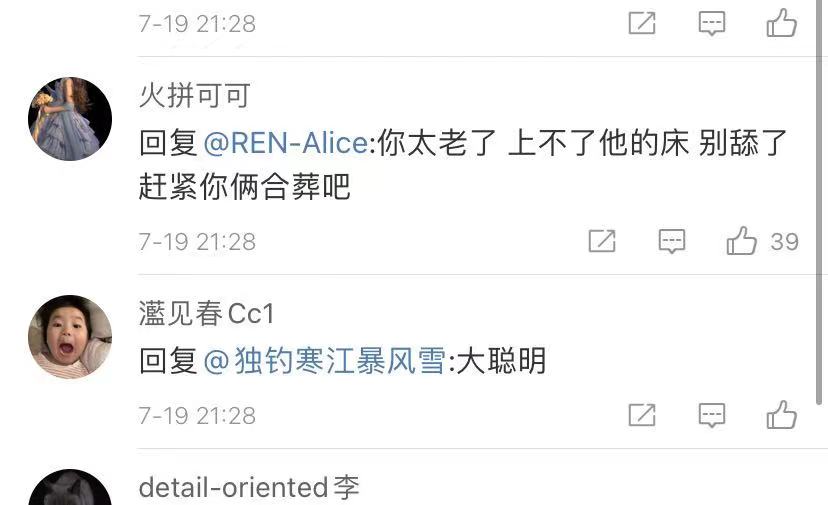 7-19 21:28
火拼可可
回复@REN-Alice:你太老了 上不了他的床 别舔了
赶紧你俩合葬吧
7-19 21:28
39
灩见春Cc1
回复@独钓寒江暴风雪:大聪明
7-19 21:28
detail-oriented李